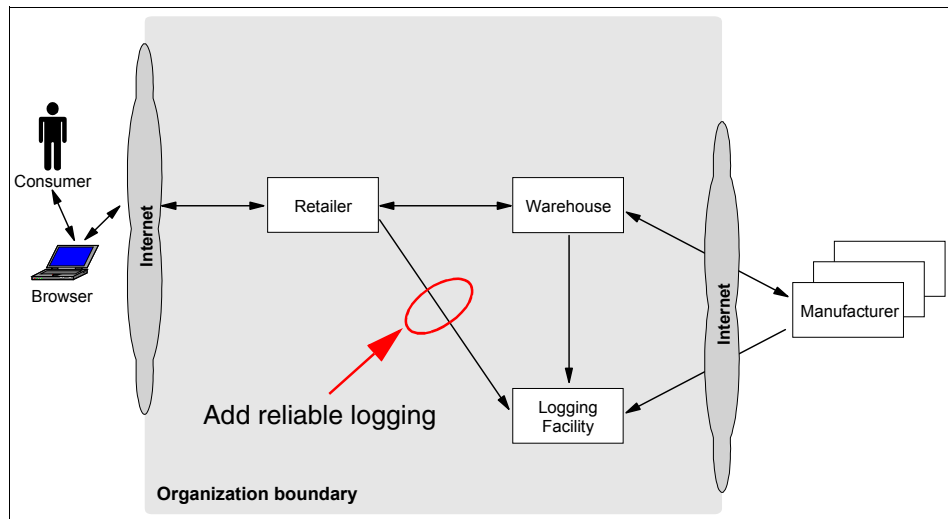 Consumer
Browser
Internet
Retailer
Warehouse
Internet
Manufacturer
Logging
Facility
Add reliable logging
Organization boundary